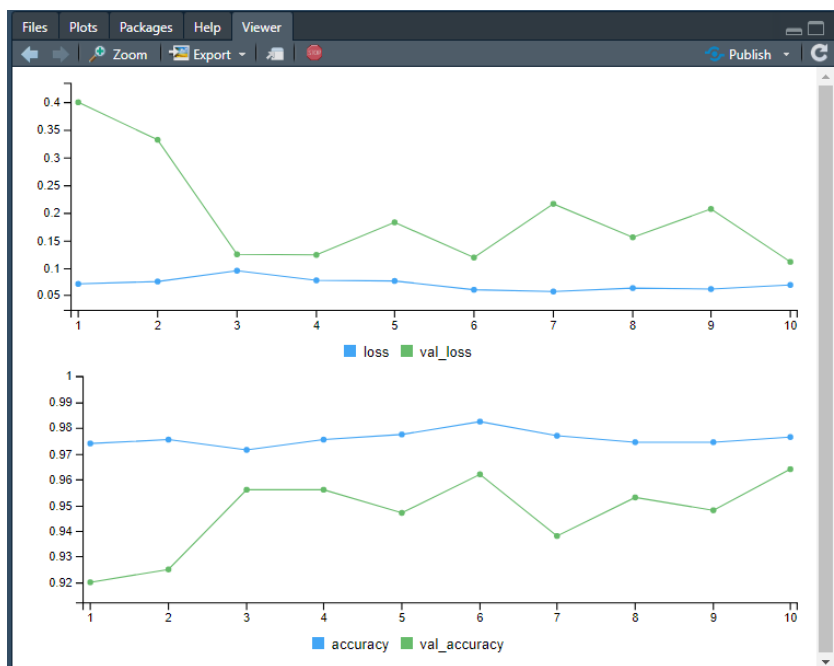 Files Plots Packages Help Viewer
Zoom Export STOP Publish
0.4
0.35
0.3
0.25
0.2
0.15
0.1
0.05
1 2 3 4 5 6 7 8 9 10
loss val_loss
1
0.99
0.98
0.97
0.96
0.95
0.94
0.93
0.92
1 2 3 4 5 6 7 8 9 10
accuracy val_accuracy